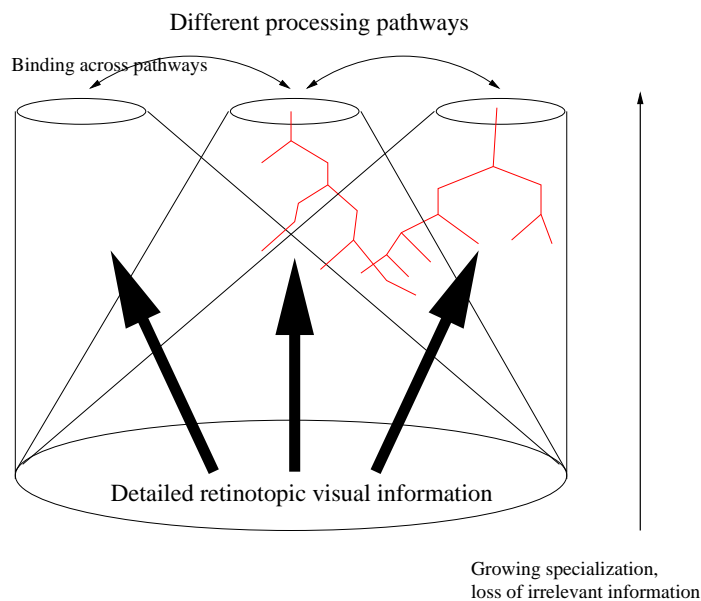 Different processing pathways
Binding across pathways
Detailed retinotopic visual information
Growing specialization,
loss of irrelevant information